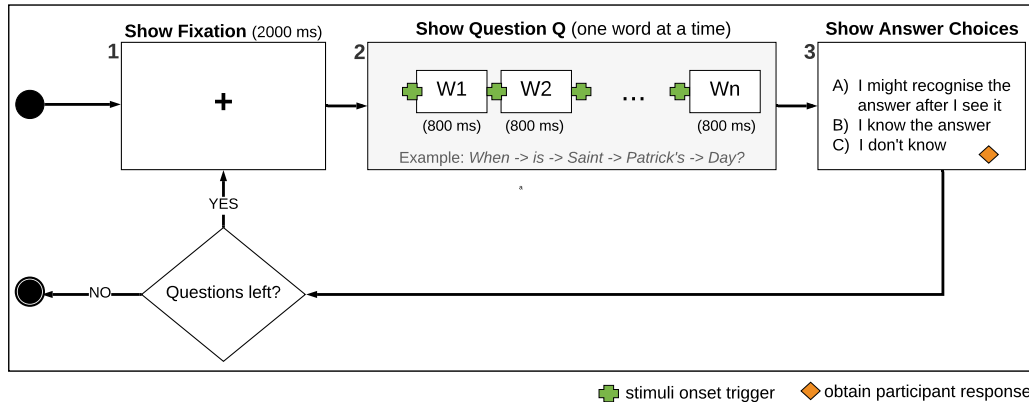 Show Fixation (2000 ms)
Show Question Q (one word at a time)
Show Answer Choices
1
2
3
+
W1
W2
...
Wn
(800 ms)
(800 ms)
(800 ms)
Example: When -> is -> Saint -> Patrick's -> Day?
A) I might recognise the
answer after I see it
B) I know the answer
C) I don't know
a
YES
Questions left?
NO
stimuli onset trigger
obtain participant response